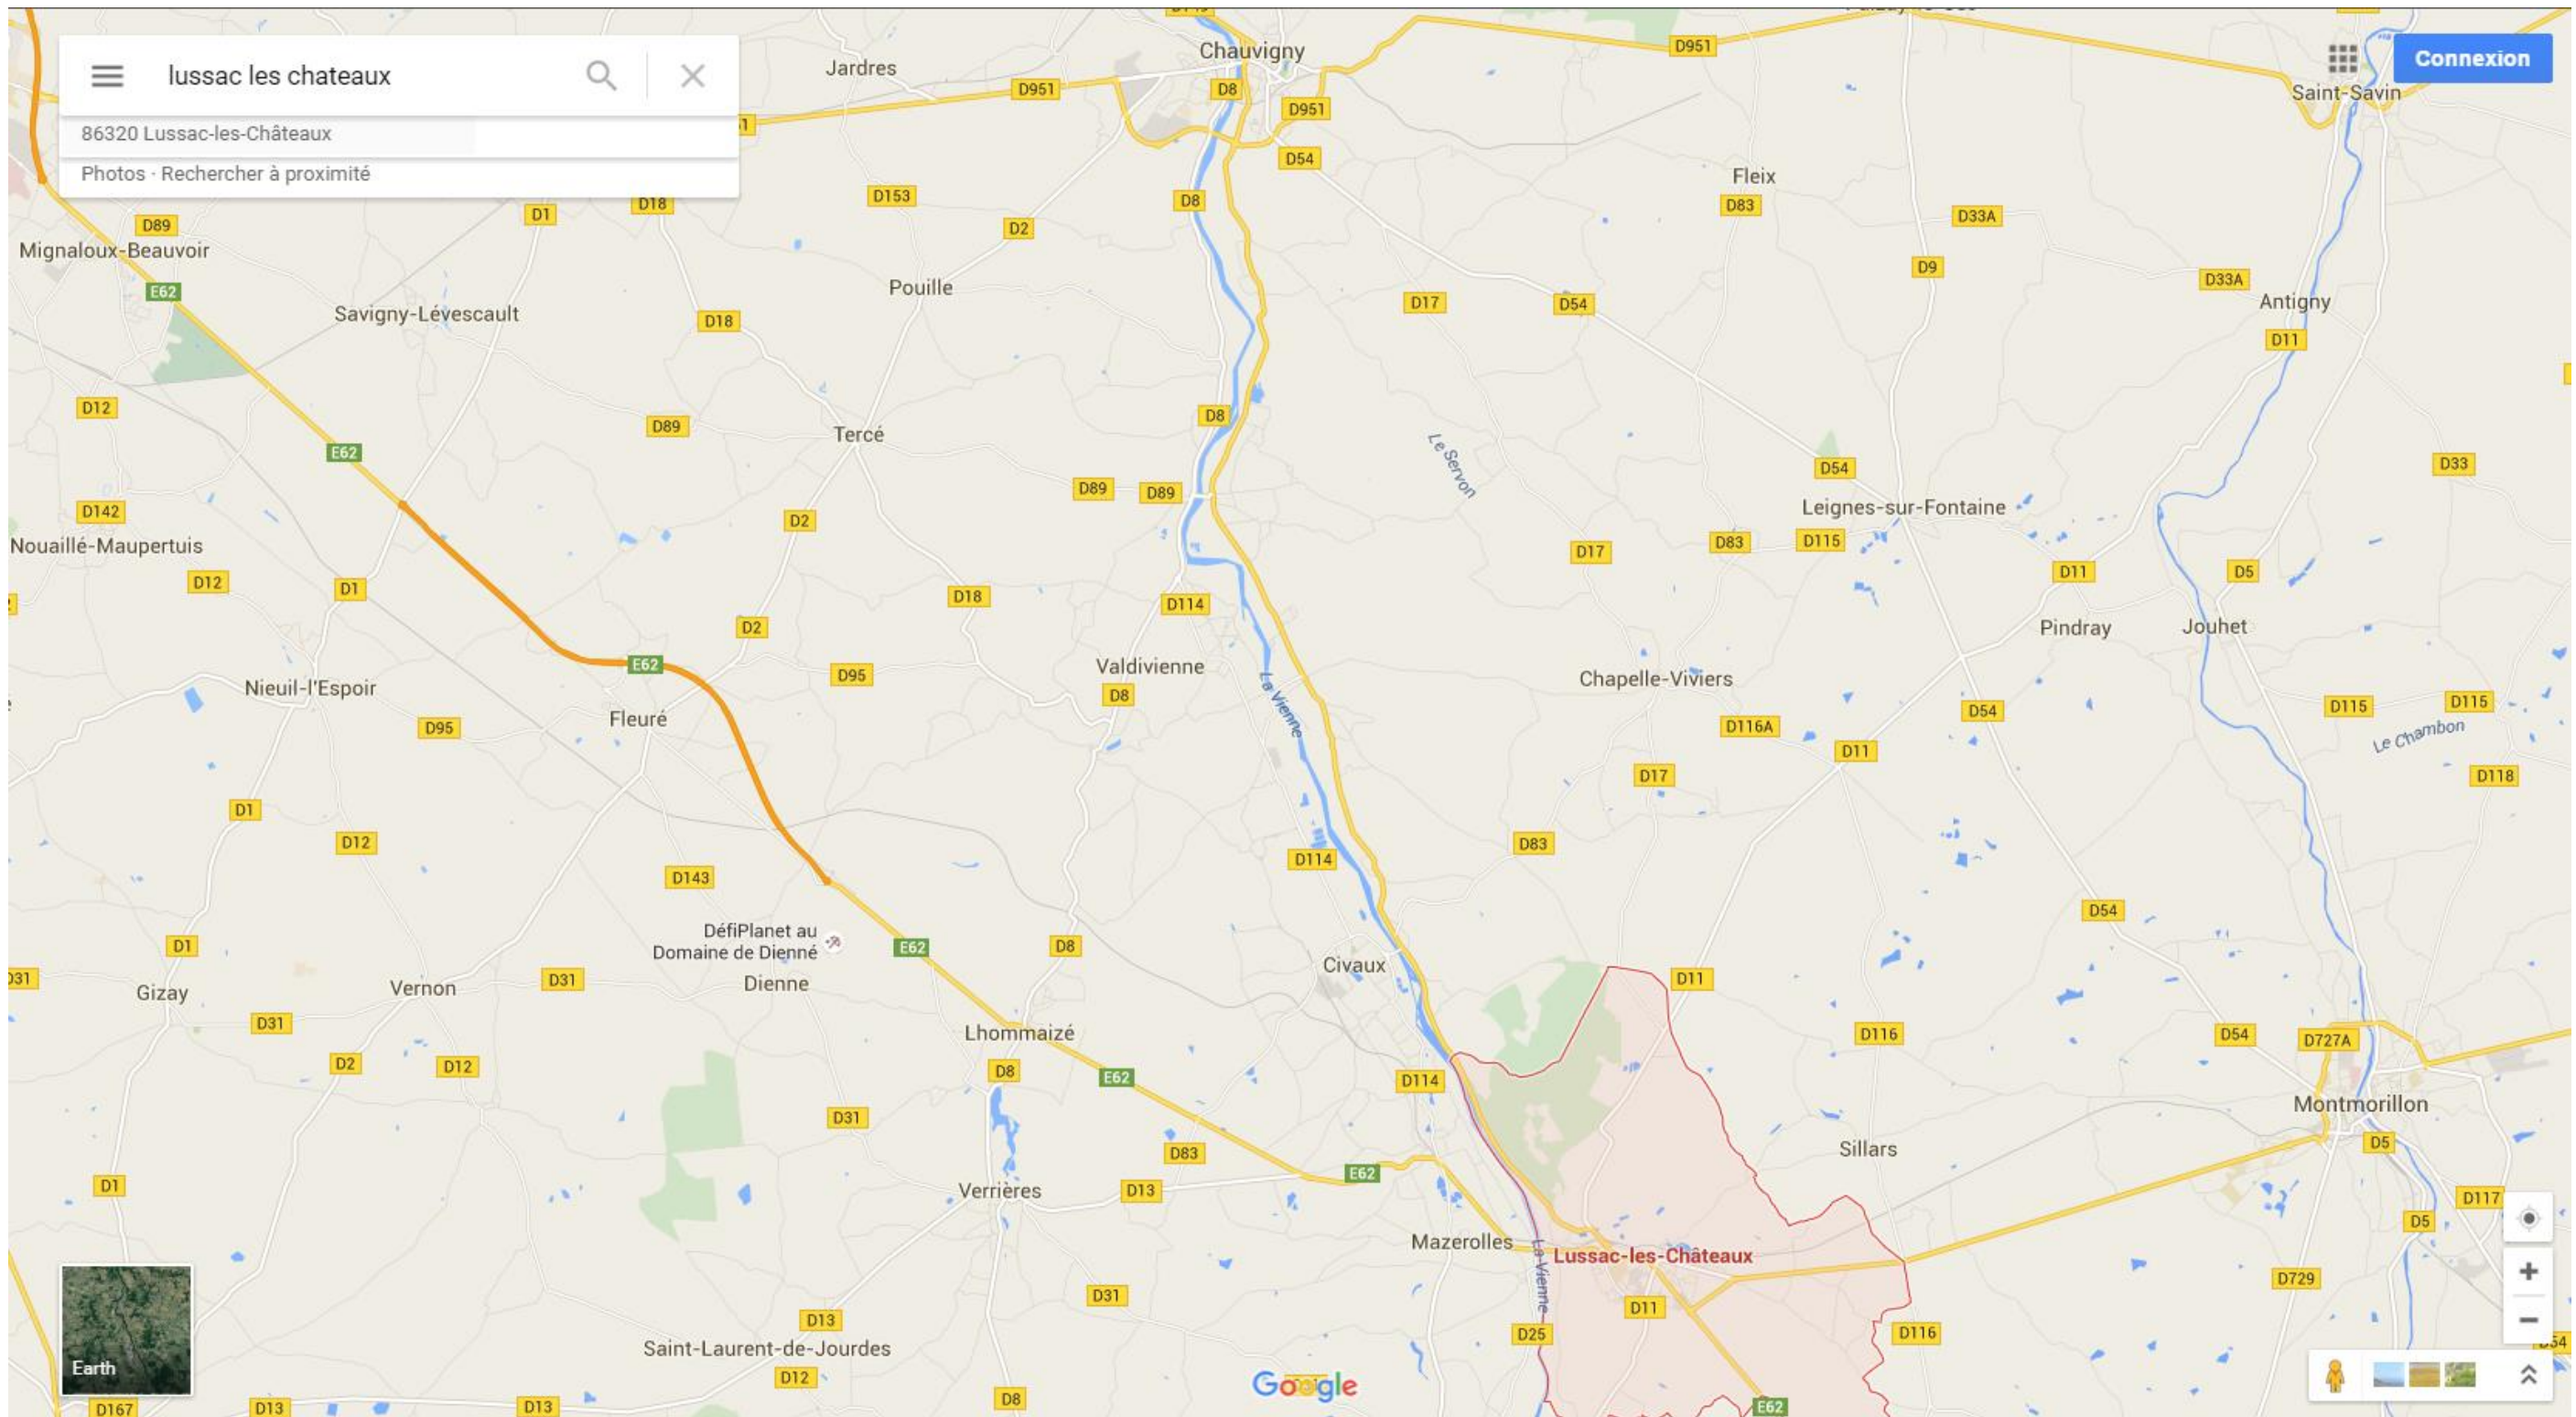 lussac les chateaux
Connexion
86320 Lussac-les-Châteaux
Photos · Rechercher à proximité
Chauvigny
Jardres
D951
D951
D8
D951
Saint-Savin
D54
Fleix
D83
D153
D8
D1
D18
D33A
D89
D2
Mignaloux-Beauvoir
D9
D33A
E62
Pouille
Antigny
D17
D54
Savigny-Lévescault
D18
D11
D12
D8
D89
Tercé
E62
Le Servon
D33
D54
D89
D89
D142
D2
Leignes-sur-Fontaine
Nouaillé-Maupertuis
D17
D83
D115
D11
D5
D12
D1
D18
D114
D2
Pindray
Jouhet
E62
Valdivienne
D95
Chapelle-Viviers
Nieuil-l'Espoir
D8
La Vienne
D115
D115
Fleuré
D54
D95
D116A
Le Chambon
D11
D17
D118
D1
D12
D83
D114
D143
D54
DéfiPlanet au
Domaine de Dienné
D1
E62
D8
Civaux
D31
Gizay
Vernon
D31
Dienne
D11
D31
Lhommaizé
D116
D54
D727A
D2
D12
D8
E62
D114
Montmorillon
D31
D83
Sillars
D5
D1
Verrières
D13
E62
D117
D5
Mazerolles
La Vienne
Lussac-les-Châteaux
D729
D31
D11
D13
D25
D116
Saint-Laurent-de-Jourdes
Earth
D12
Google
D167
D13
D13
D8
E62